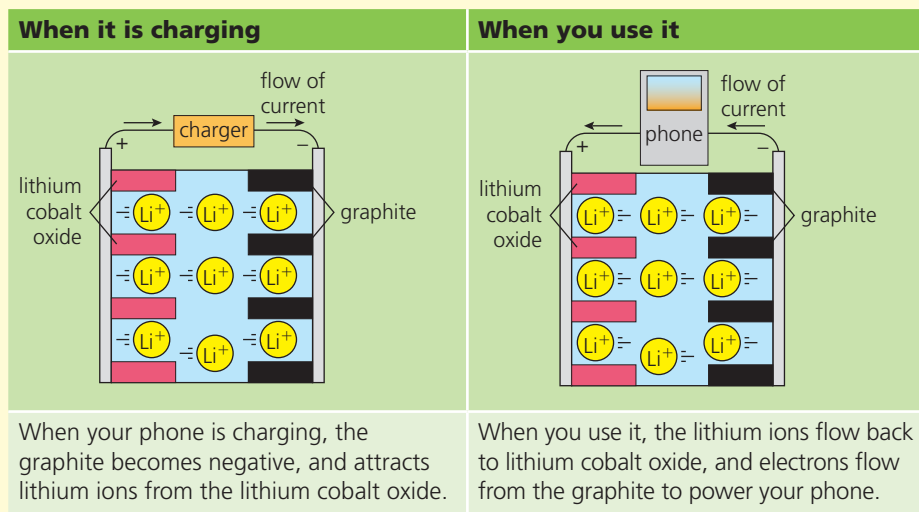 When it is charging
When you use it
flow of
current
charger
+
–
lithium
cobalt
oxide
graphite
Li+
Li+
Li+
Li+
Li+
Li+
Li+
Li+
Li+
flow of
current
phone
+
–
lithium
cobalt
oxide
graphite
Li+
Li+
Li+
Li+
Li+
Li+
Li+
Li+
Li+
When your phone is charging, the
graphite becomes negative, and attracts
lithium ions from the lithium cobalt oxide.
When you use it, the lithium ions flow back
to lithium cobalt oxide, and electrons flow
from the graphite to power your phone.